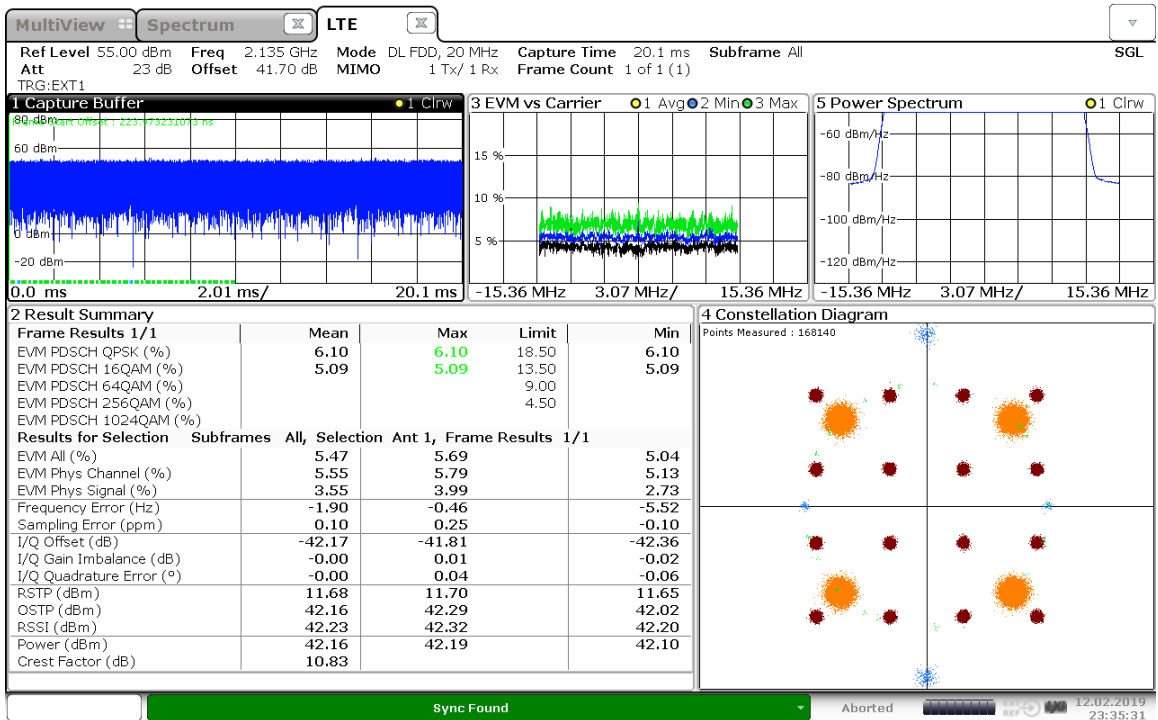 MultiView Spectrum LTE
Ref Level 55.00 dBm Freq 2.135 GHz Mode DL FDD, 20 MHz Capture Time 20.1 ms Subframe All SGL
Att 23 dB Offset 41.70 dB MIMO 1 Tx/ 1 Rx Frame Count 1 of 1 (1)
TRG:EXT1
1 Capture Buffer 1 Clrw
80 dBm
Frame Start Offset : 223.973231073 ms
60 dBm
0 dBm
-20 dBm
0.0 ms 2.01 ms/ 20.1 ms
3 EVM vs Carrier 1 Avg 2 Min 3 Max
15 %
10 %
5 %
-15.36 MHz 3.07 MHz/ 15.36 MHz
5 Power Spectrum 1 Clrw
-60 dBm/Hz
-80 dBm/Hz
-100 dBm/Hz
-120 dBm/Hz
-15.36 MHz 3.07 MHz/ 15.36 MHz
2 Result Summary
Frame Results 1/1 Mean Max Limit Min
EVM PDSCH QPSK (%) 6.10 6.10 18.50 6.10
EVM PDSCH 16QAM (%) 5.09 5.09 13.50 5.09
EVM PDSCH 64QAM (%) 9.00
EVM PDSCH 256QAM (%) 4.50
EVM PDSCH 1024QAM (%)
Results for Selection Subframes All, Selection Ant 1, Frame Results 1/1
EVM All (%) 5.47 5.69 5.04
EVM Phys Channel (%) 5.55 5.79 5.13
EVM Phys Signal (%) 3.55 3.99 2.73
Frequency Error (Hz) -1.90 -0.46 -5.52
Sampling Error (ppm) 0.10 0.25 -0.10
I/Q Offset (dB) -42.17 -41.81 -42.36
I/Q Gain Imbalance (dB) -0.00 0.01 -0.02
I/Q Quadrature Error (°) -0.00 0.04 -0.06
RSTP (dBm) 11.68 11.70 11.65
OSTP (dBm) 42.16 42.29 42.02
RSSI (dBm) 42.23 42.32 42.20
Power (dBm) 42.16 42.19 42.10
Crest Factor (dB) 10.83
4 Constellation Diagram
Points Measured : 168140
Sync Found Aborted EXT REF 12.02.2019
23:35:31